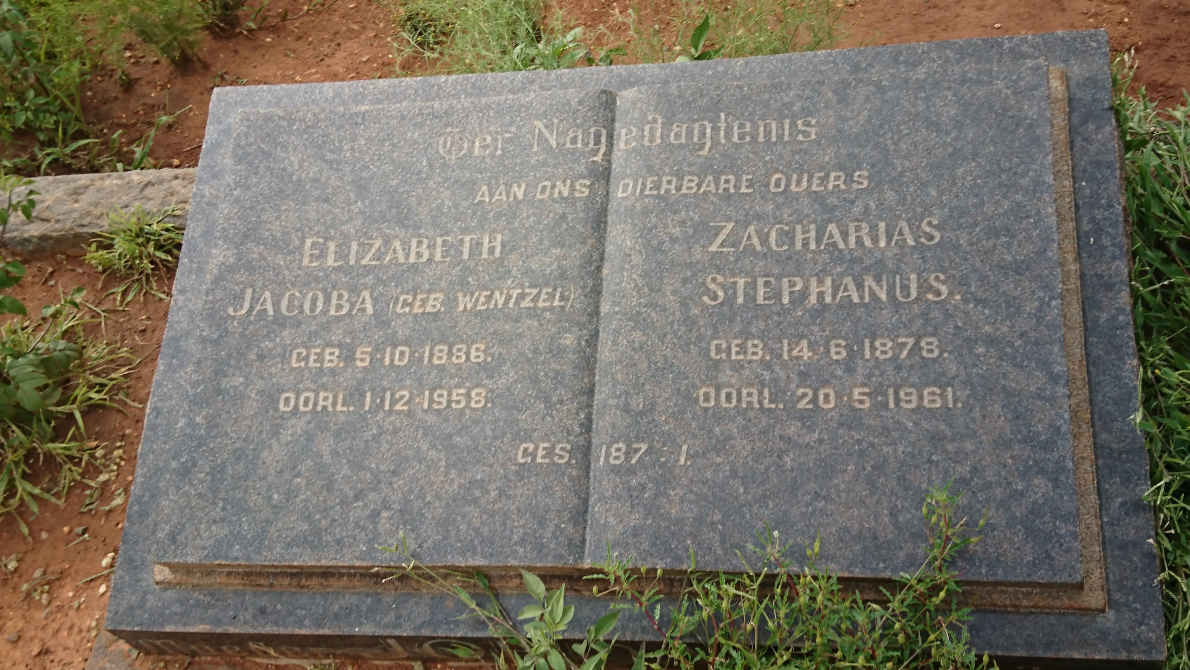 Ter Nagedagtenis
AAN ONS DIERBARE OUERS
ELIZABETH
JACOBA (GEB. WENTZEL)
GEB. 5·10·1886.
OORL. 1·12·1958.
ZACHARIAS
STEPHANUS.
GEB. 14·6·1878.
OORL. 20·5·1961.
GES. 187 : 1.